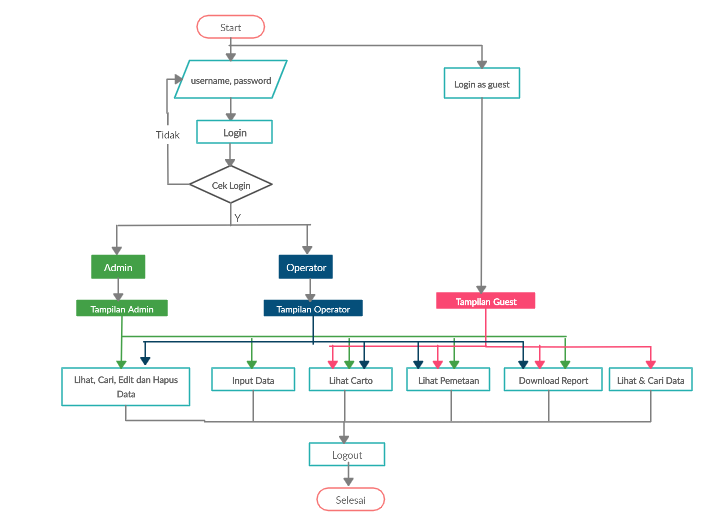 Start
username, password
Login as guest
Login
Tidak
Cek Login
Y
Admin
Operator
Tampilan Admin
Tampilan Operator
Tampilan Guest
Lihat, Cari, Edit dan Hapus
Data
Input Data
Lihat Carto
Lihat Pemetaan
Download Report
Lihat & Cari Data
Logout
Selesai